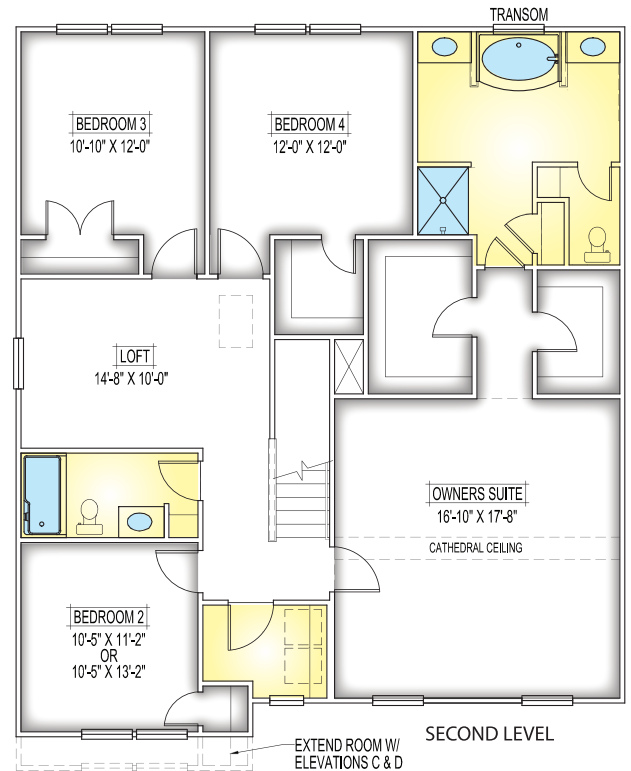 TRANSOM
BEDROOM 3
10'-10" X 12'-0"
BEDROOM 4
12'-0" X 12'-0"
LOFT
14'-8" X 10'-0"
OWNERS SUITE
16'-10" X 17'-8"
CATHEDRAL CEILING
BEDROOM 2
10'-5" X 11'-2"
OR
10'-5" X 13'-2"
SECOND LEVEL
EXTEND ROOM W/
ELEVATIONS C & D